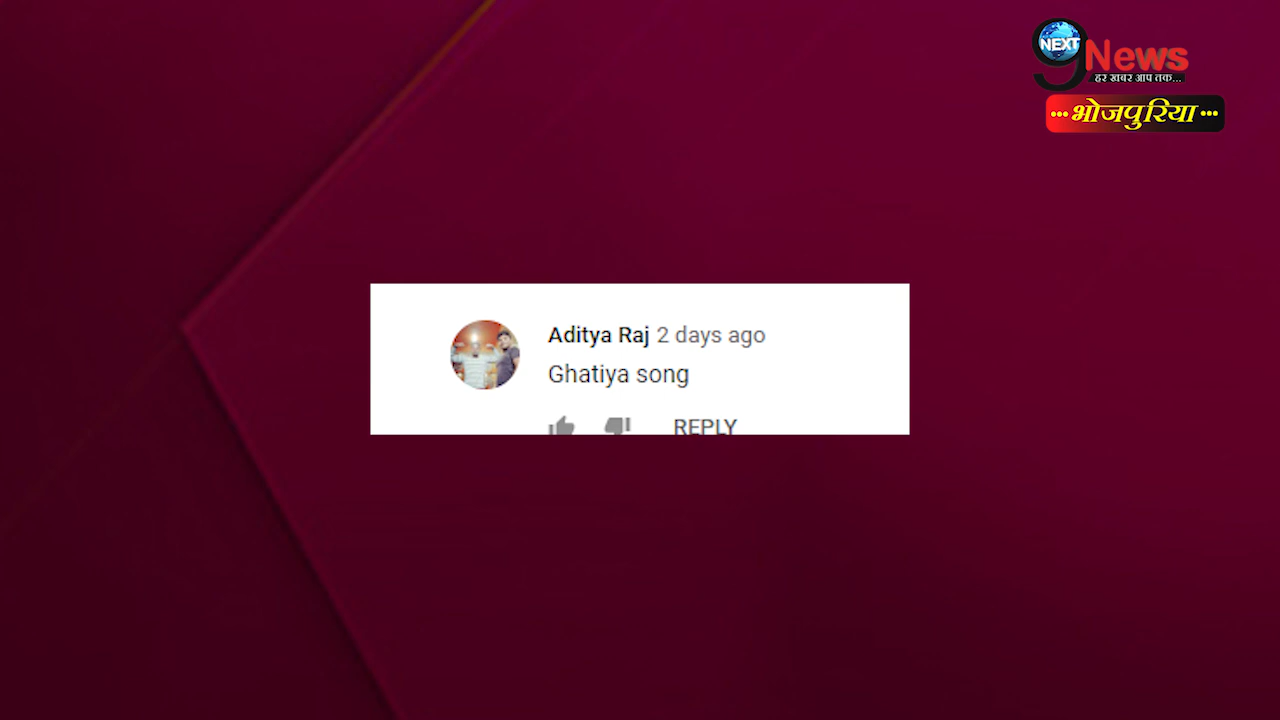 NEXT
9 News
हर खबर आप तक...
...भोजपुरिया...
Aditya Raj 2 days ago
Ghatiya song
REPLY